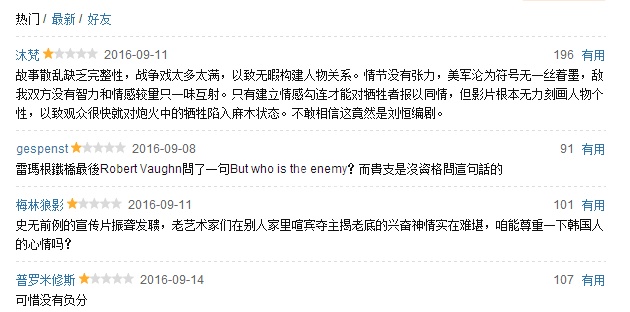 热门 / 最新 / 好友
沐梵 2016-09-11 196 有用
故事散乱缺乏完整性，战争戏太多太满，以致无暇构建人物关系。情节没有张力，美军沦为符号无一丝着墨，敌
我双方没有智力和情感较量只一味互射。只有建立情感勾连才能对牺牲者报以同情，但影片根本无力刻画人物个
性，以致观众很快就对炮火中的牺牲陷入麻木状态。不敢相信这竟然是刘恒编剧。
gespenst 2016-09-08 91 有用
雷瑪根鐵橋最後Robert Vaughn問了一句But who is the enemy? 而貴支是沒資格問這句話的
梅林狼影 2016-09-11 101 有用
史无前例的宣传片振聋发聩，老艺术家们在别人家里喧宾夺主揭老底的兴奋神情实在难堪，咱能尊重一下韩国人
的心情吗？
普罗米修斯 2016-09-14 107 有用
可惜没有负分